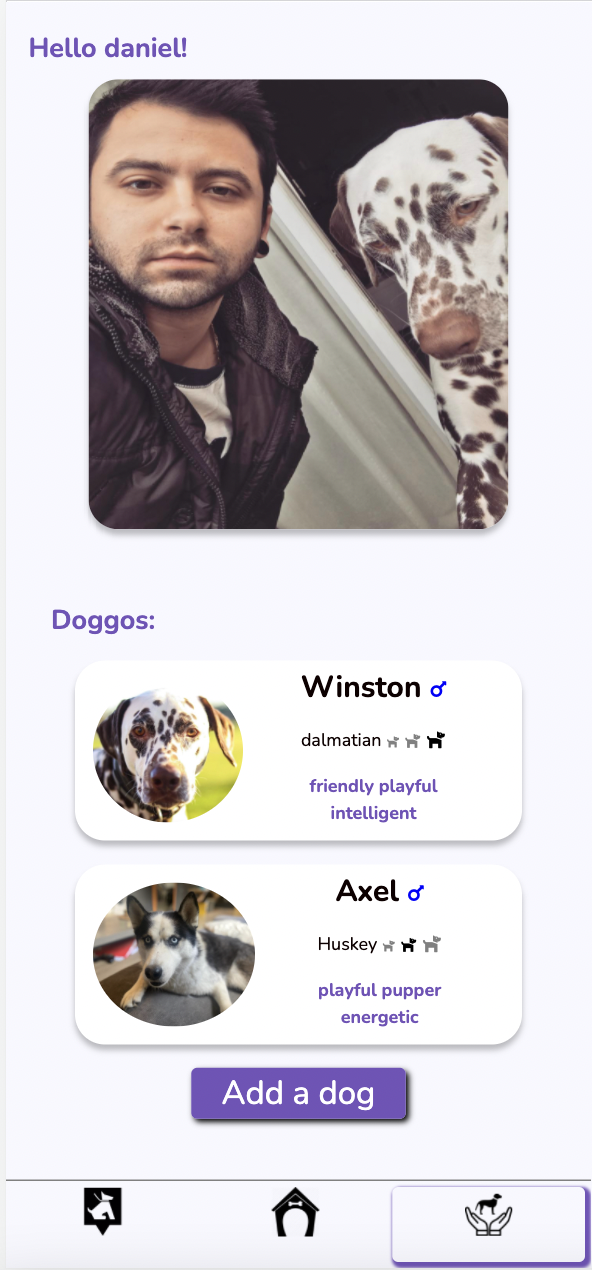 Hello daniel!
Doggos:
Winston ♂
dalmatian
friendly playful
intelligent
Axel ♂
Huskey
playful pupper
energetic
Add a dog